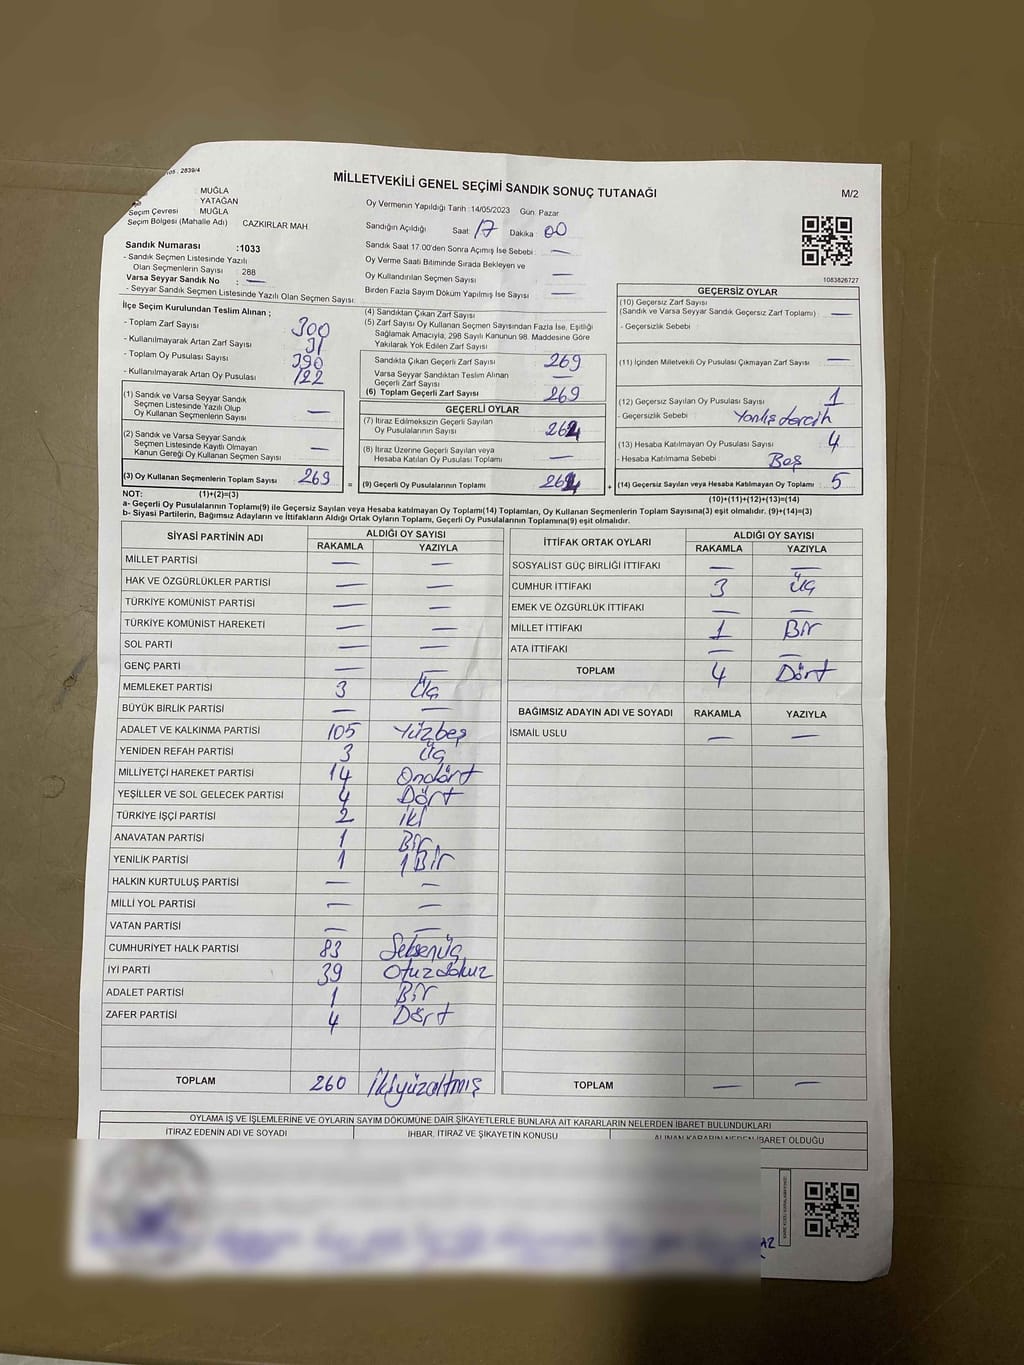 2839/4
MİLLETVEKİLİ GENEL SEÇİMİ SANDIK SONUÇ TUTANAĞI
M/2
MUĞLA
YATAĞAN
Seçim Çevresi MUĞLA
Seçim Bölgesi (Mahalle Adı) CAZKIRLAR MAH
Oy Vermenin Yapıldığı Tarih : 14/05/2023 Gün: Pazar
Sandığın Açıldığı Saat 17 Dakika : 00
Sandık Saat 17:00'den Sonra Açımış İse Sebebi : —
Oy Verme Saati Bitiminde Sırada Bekleyen ve
Oy Kullandırılan Seçmen Sayısı : —
Birden Fazla Sayım Döküm Yapılmış İse Sayısı : —
1083826727
Sandık Numarası :1033
- Sandık Seçmen Listesinde Yazılı
Olan Seçmenlerin Sayısı : 288
Varsa Seyyar Sandık No : —
- Seyyar Sandık Seçmen Listesinde Yazılı Olan Seçmen Sayısı:
İlçe Seçim Kurulundan Teslim Alınan ;
- Toplam Zarf Sayısı 300
- Kullanılmayarak Artan Zarf Sayısı 31
- Toplam Oy Pusulası Sayısı 390
- Kullanılmayarak Artan Oy Pusulası 122
(1) Sandık ve Varsa Seyyar Sandık
Seçmen Listesinde Yazılı Olup
Oy Kullanan Seçmenlerin Sayısı —
(2) Sandık ve Varsa Seyyar Sandık
Seçmen Listesinde Kayıtlı Olmayan
Kanun Gereği Oy Kullanan Seçmen Sayısı —
(3) Oy Kullanan Seçmenlerin Toplam Sayısı 269
(4) Sandıktan Çıkan Zarf Sayısı
(5) Zarf Sayısı Oy Kullanan Seçmen Sayısından Fazla İse, Eşitliği
Sağlamak Amacıyla, 298 Sayılı Kanunun 98. Maddesine Göre
Yakılarak Yok Edilen Zarf Sayısı
Sandıkta Çıkan Geçerli Zarf Sayısı 269
Varsa Seyyar Sandıktan Teslim Alınan
Geçerli Zarf Sayısı —
(6) Toplam Geçerli Zarf Sayısı 269
GEÇERLİ OYLAR
(7) İtiraz Edilmeksizin Geçerli Sayılan
Oy Pusulalarının Sayısı 264
(8) İtiraz Üzerine Geçerli Sayılan veya
Hesaba Katılan Oy Pusulası Toplamı —
= (9) Geçerli Oy Pusulalarının Toplamı 264 +
GEÇERSİZ OYLAR
(10) Geçersiz Zarf Sayısı
(Sandık ve Varsa Seyyar Sandık Geçersiz Zarf Toplamı) —
- Geçersizlik Sebebi :
(11) İçinden Milletvekili Oy Pusulası Çıkmayan Zarf Sayısı —
(12) Geçersiz Sayılan Oy Pusulası Sayısı 1
- Geçersizlik Sebebi : Yanlış tercih
(13) Hesaba Katılmayan Oy Pusulası Sayısı 4
- Hesaba Katılmama Sebebi : Boş
(14) Geçersiz Sayılan veya Hesaba Katılmayan Oy Toplamı 5
NOT: (1)+(2)=(3)
(10)+(11)+(12)+(13)=(14)
a- Geçerli Oy Pusulalarının Toplamı(9) ile Geçersiz Sayılan veya Hesaba Katılmayan Oy Toplamı(14) Toplamları, Oy Kullanan Seçmenlerin Toplam Sayısına(3) eşit olmalıdır. (9)+(14)=(3)
b- Siyasi Partilerin, Bağımsız Adayların ve İttifakların Aldığı Ortak Oyların Toplamı, Geçerli Oy Pusulalarının Toplamına(9) eşit olmalıdır.
SİYASİ PARTİNİN ADI ALDIĞI OY SAYISI
RAKAMLA YAZIYLA
MİLLET PARTİSİ — —
HAK VE ÖZGÜRLÜKLER PARTİSİ — —
TÜRKİYE KOMÜNİST PARTİSİ — —
TÜRKİYE KOMÜNİST HAREKETİ — —
SOL PARTİ — —
GENÇ PARTİ — —
MEMLEKET PARTİSİ 3 Üç
BÜYÜK BİRLİK PARTİSİ — —
ADALET VE KALKINMA PARTİSİ 105 Yüzbeş
YENİDEN REFAH PARTİSİ 3 Üç
MİLLİYETÇİ HAREKET PARTİSİ 14 Ondört
YEŞİLLER VE SOL GELECEK PARTİSİ 4 Dört
TÜRKİYE İŞÇİ PARTİSİ 2 İki
ANAVATAN PARTİSİ 1 Bir
YENİLİK PARTİSİ 1 1 Bir
HALKIN KURTULUŞ PARTİSİ — —
MİLLİ YOL PARTİSİ — —
VATAN PARTİSİ — —
CUMHURİYET HALK PARTİSİ 83 Seksenüç
İYİ PARTİ 39 Otuzdokuz
ADALET PARTİSİ 1 Bir
ZAFER PARTİSİ 4 Dört
TOPLAM 260 İkiyüzaltmış
İTTİFAK ORTAK OYLARI ALDIĞI OY SAYISI
RAKAMLA YAZIYLA
SOSYALİST GÜÇ BİRLİĞİ İTTİFAKI — —
CUMHUR İTTİFAKI 3 Üç
EMEK VE ÖZGÜRLÜK İTTİFAKI — —
MİLLET İTTİFAKI 1 Bir
ATA İTTİFAKI — —
TOPLAM 4 Dört
BAĞIMSIZ ADAYIN ADI VE SOYADI RAKAMLA YAZIYLA
İSMAİL USLU — —
TOPLAM — —
OYLAMA İŞ VE İŞLEMLERİNE VE OYLARIN SAYIM DÖKÜMÜNE DAİR ŞİKAYETLERLE BUNLARA AİT KARARLARIN NELERDEN İBARET BULUNDUKLARI
İTİRAZ EDENİN ADI VE SOYADI İHBAR, İTİRAZ VE ŞİKAYETİN KONUSU ALINAN KARARIN NEDEN İBARET OLDUĞU